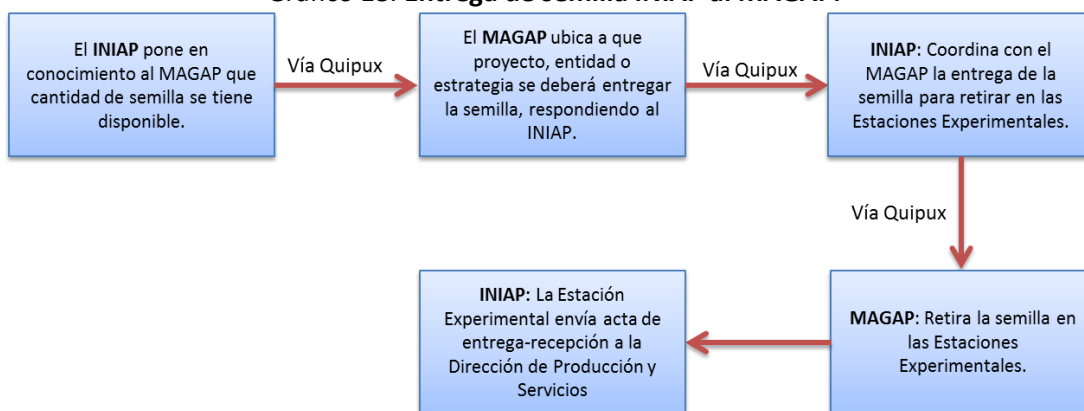 El INIAP pone en
conocimiento al MAGAP que
cantidad de semilla se tiene
disponible.
Vía Quipux
El MAGAP ubica a que
proyecto, entidad o
estrategia se deberá entregar
la semilla, respondiendo al
INIAP.
Vía Quipux
INIAP: Coordina con el
MAGAP la entrega de la
semilla para retirar en las
Estaciones Experimentales.
Vía Quipux
MAGAP: Retira la semilla en
las Estaciones
Experimentales.
INIAP: La Estación
Experimental envía acta de
entrega-recepción a la
Dirección de Producción y
Servicios